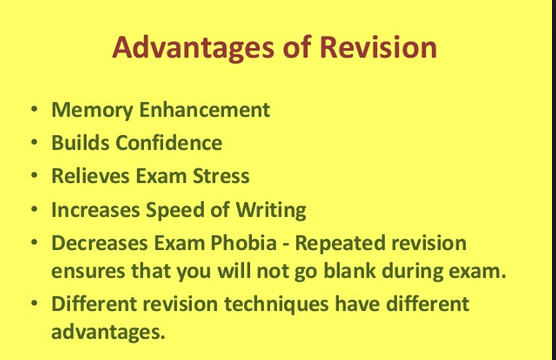 Advantages of Revision
• Memory Enhancement
• Builds Confidence
• Relieves Exam Stress
• Increases Speed of Writing
• Decreases Exam Phobia - Repeated revision
ensures that you will not go blank during exam.
• Different revision techniques have different
advantages.